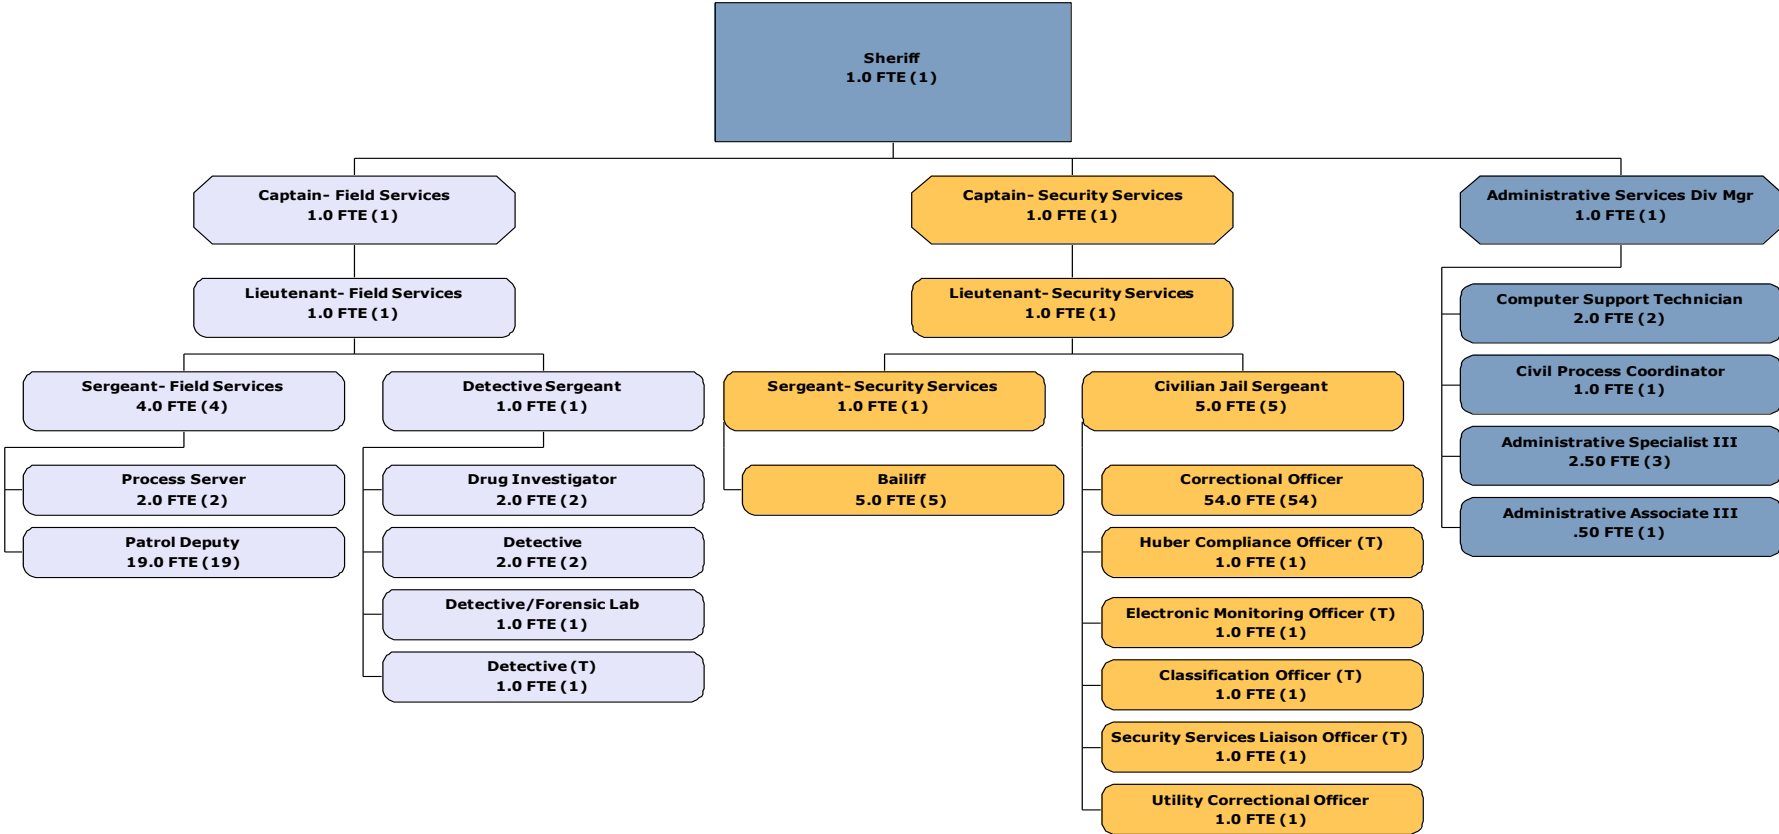 Sheriff
1.0 FTE (1)
Captain- Field Services
1.0 FTE (1)
Captain- Security Services
1.0 FTE (1)
Administrative Services Div Mgr
1.0 FTE (1)
Lieutenant- Field Services
1.0 FTE (1)
Lieutenant- Security Services
1.0 FTE (1)
Sergeant- Field Services
4.0 FTE (4)
Process Server
2.0 FTE (2)
Patrol Deputy
19.0 FTE (19)
Detective Sergeant
1.0 FTE (1)
Drug Investigator
2.0 FTE (2)
Detective
2.0 FTE (2)
Detective/Forensic Lab
1.0 FTE (1)
Detective (T)
1.0 FTE (1)
Sergeant- Security Services
1.0 FTE (1)
Bailiff
5.0 FTE (5)
Civilian Jail Sergeant
5.0 FTE (5)
Correctional Officer
54.0 FTE (54)
Huber Compliance Officer (T)
1.0 FTE (1)
Electronic Monitoring Officer (T)
1.0 FTE (1)
Classification Officer (T)
1.0 FTE (1)
Security Services Liaison Officer (T)
1.0 FTE (1)
Utility Correctional Officer
1.0 FTE (1)
Computer Support Technician
2.0 FTE (2)
Civil Process Coordinator
1.0 FTE (1)
Administrative Specialist III
2.50 FTE (3)
Administrative Associate III
.50 FTE (1)